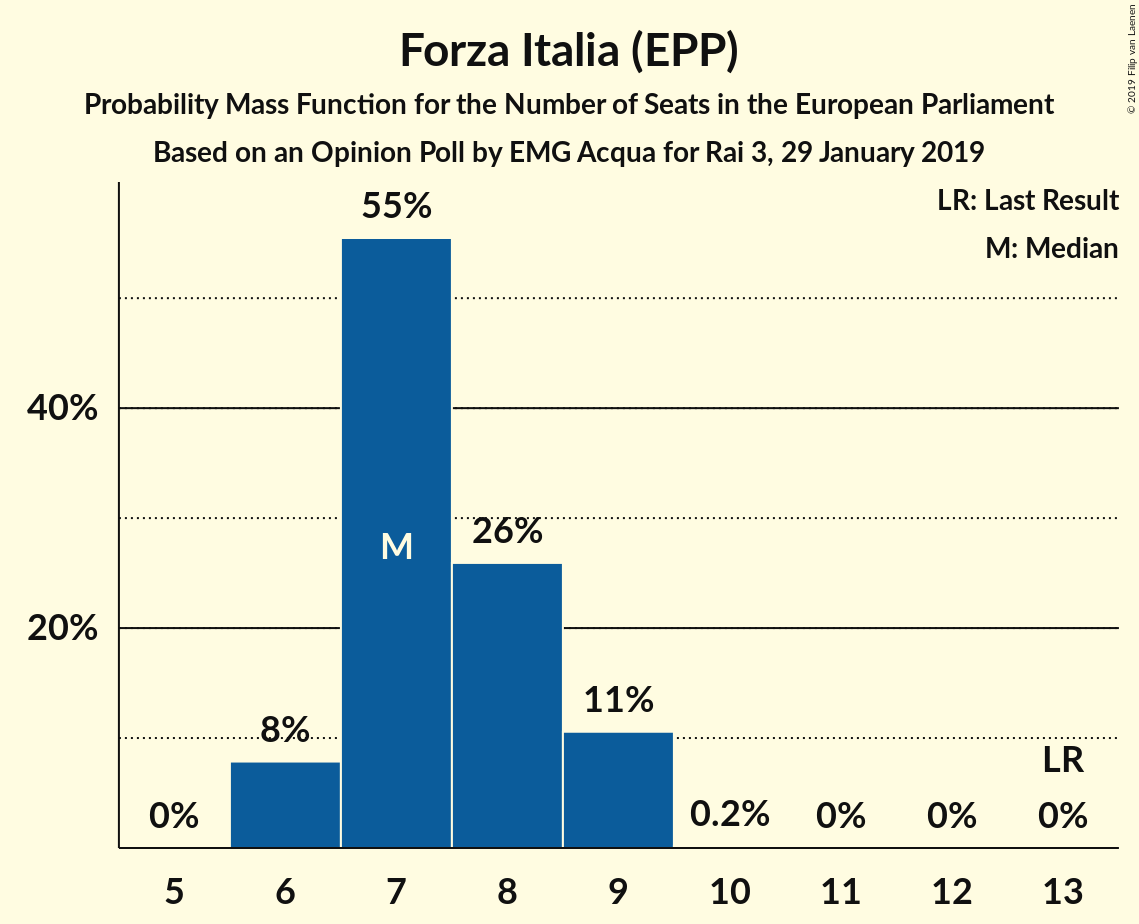 Forza Italia (EPP)
Probability Mass Function for the Number of Seats in the European Parliament
Based on an Opinion Poll by EMG Acqua for Rai 3, 29 January 2019
© 2019 Filip van Laenen
LR: Last Result
M: Median
55%
40%
M
26%
20%
11%
8%
LR
0%
0.2%
0%
0%
0%
5 6 7 8 9 10 11 12 13